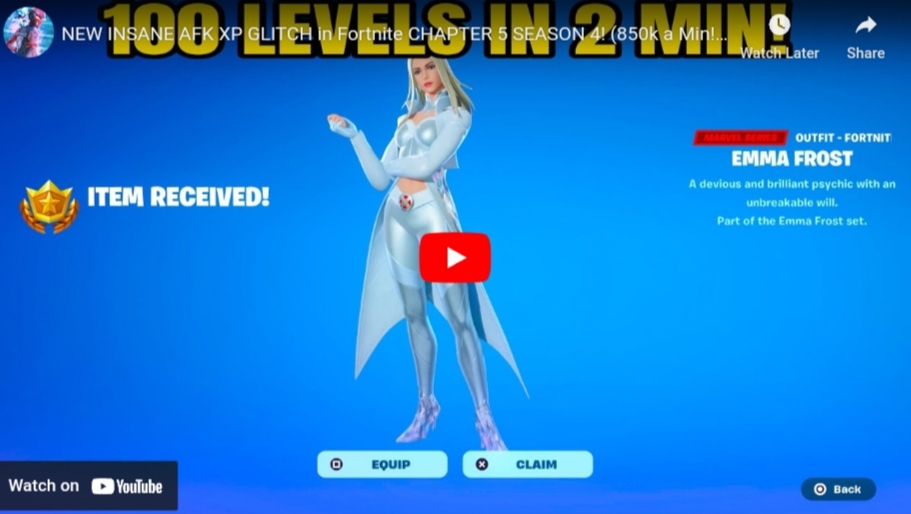 100 LEVELS IN 2 MIN!
NEW INSANE AFK XP GLITCH in Fortnite CHAPTER 5 SEASON 4! (850k a Min!...
Watch Later
Share
MARVEL SERIES OUTFIT - FORTNIT
EMMA FROST
A devious and brilliant psychic with an
unbreakable will.
Part of the Emma Frost set.
ITEM RECEIVED!
EQUIP
CLAIM
Watch on YouTube
Back